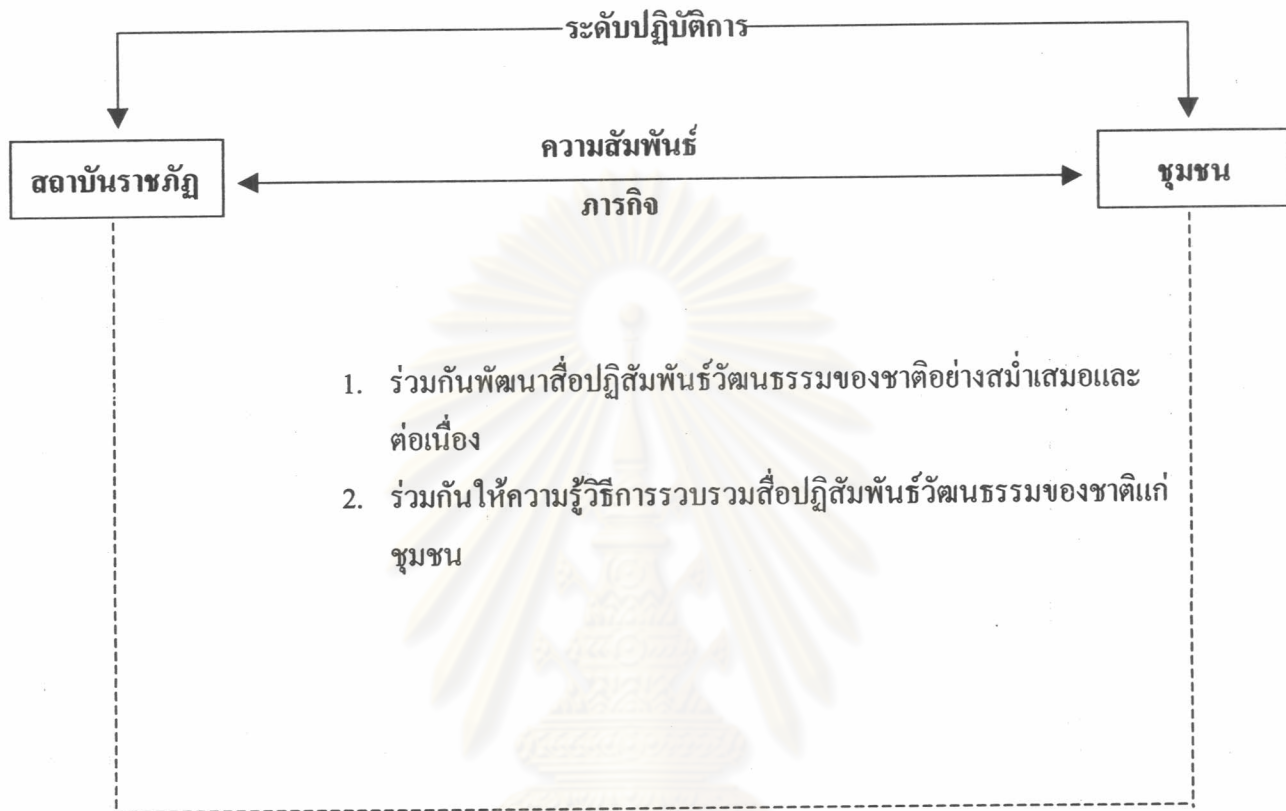 ระดับปฏิบัติการ
ความสัมพันธ์
สถาบันราชภัฏ
ชุมชน
ภารกิจ
1. ร่วมกันพัฒนาสื่อปฏิสัมพันธ์วัฒนธรรมของชาติอย่างสม่ำเสมอและ
ต่อเนื่อง
2. ร่วมกันให้ความรู้วิธีการรวบรวมสื่อปฏิสัมพันธ์วัฒนธรรมของชาติแก่
ชุมชน